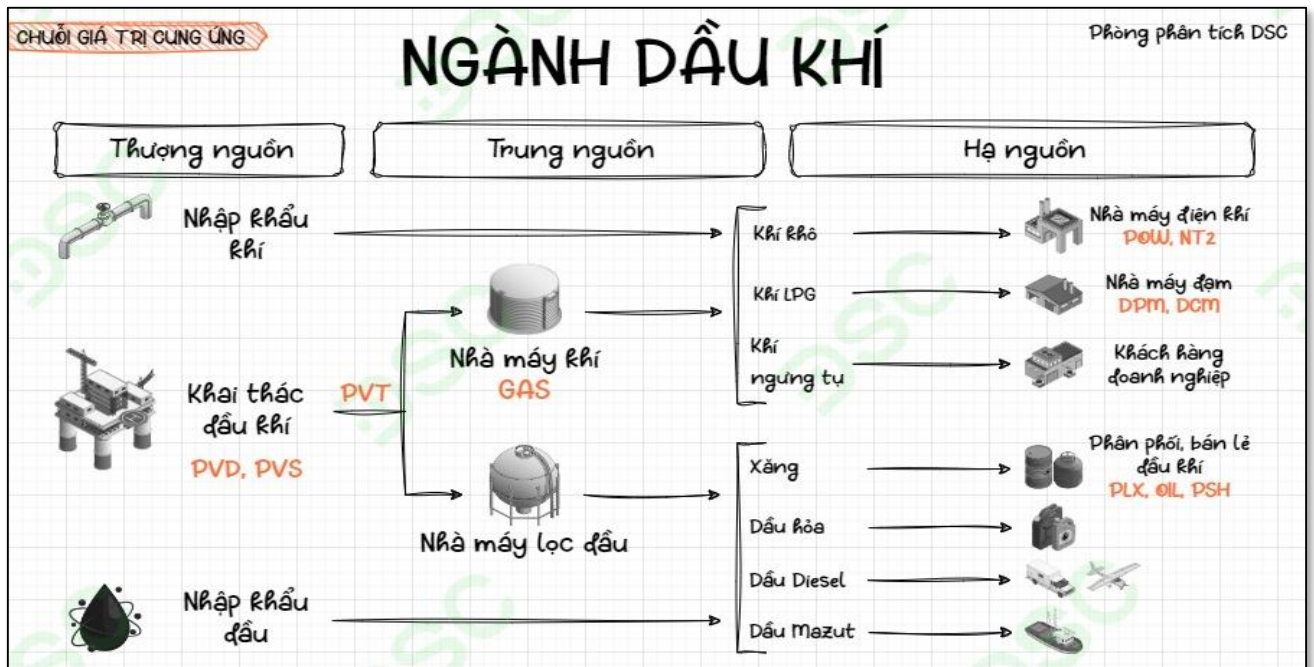 CHUỖI GIÁ TRỊ CUNG ỨNG
NGÀNH DẦU KHÍ
Phòng phân tích DSC
Thượng nguồn
Trung nguồn
Hạ nguồn
Nhập khẩu
khí
Khai thác
dầu khí
PVD, PVS
Nhập khẩu
dầu
PVT
Nhà máy khí
GAS
Nhà máy lọc dầu
Khí khô
Khí LPG
Khí
ngưng tụ
Xăng
Dầu hỏa
Dầu Diesel
Dầu Mazut
Nhà máy điện khí
POW, NT2
Nhà máy đạm
DPM, DCM
Khách hàng
doanh nghiệp
Phân phối, bán lẻ
dầu khí
PLX, OIL, PSH
DSC
DSC
DSC
DSC